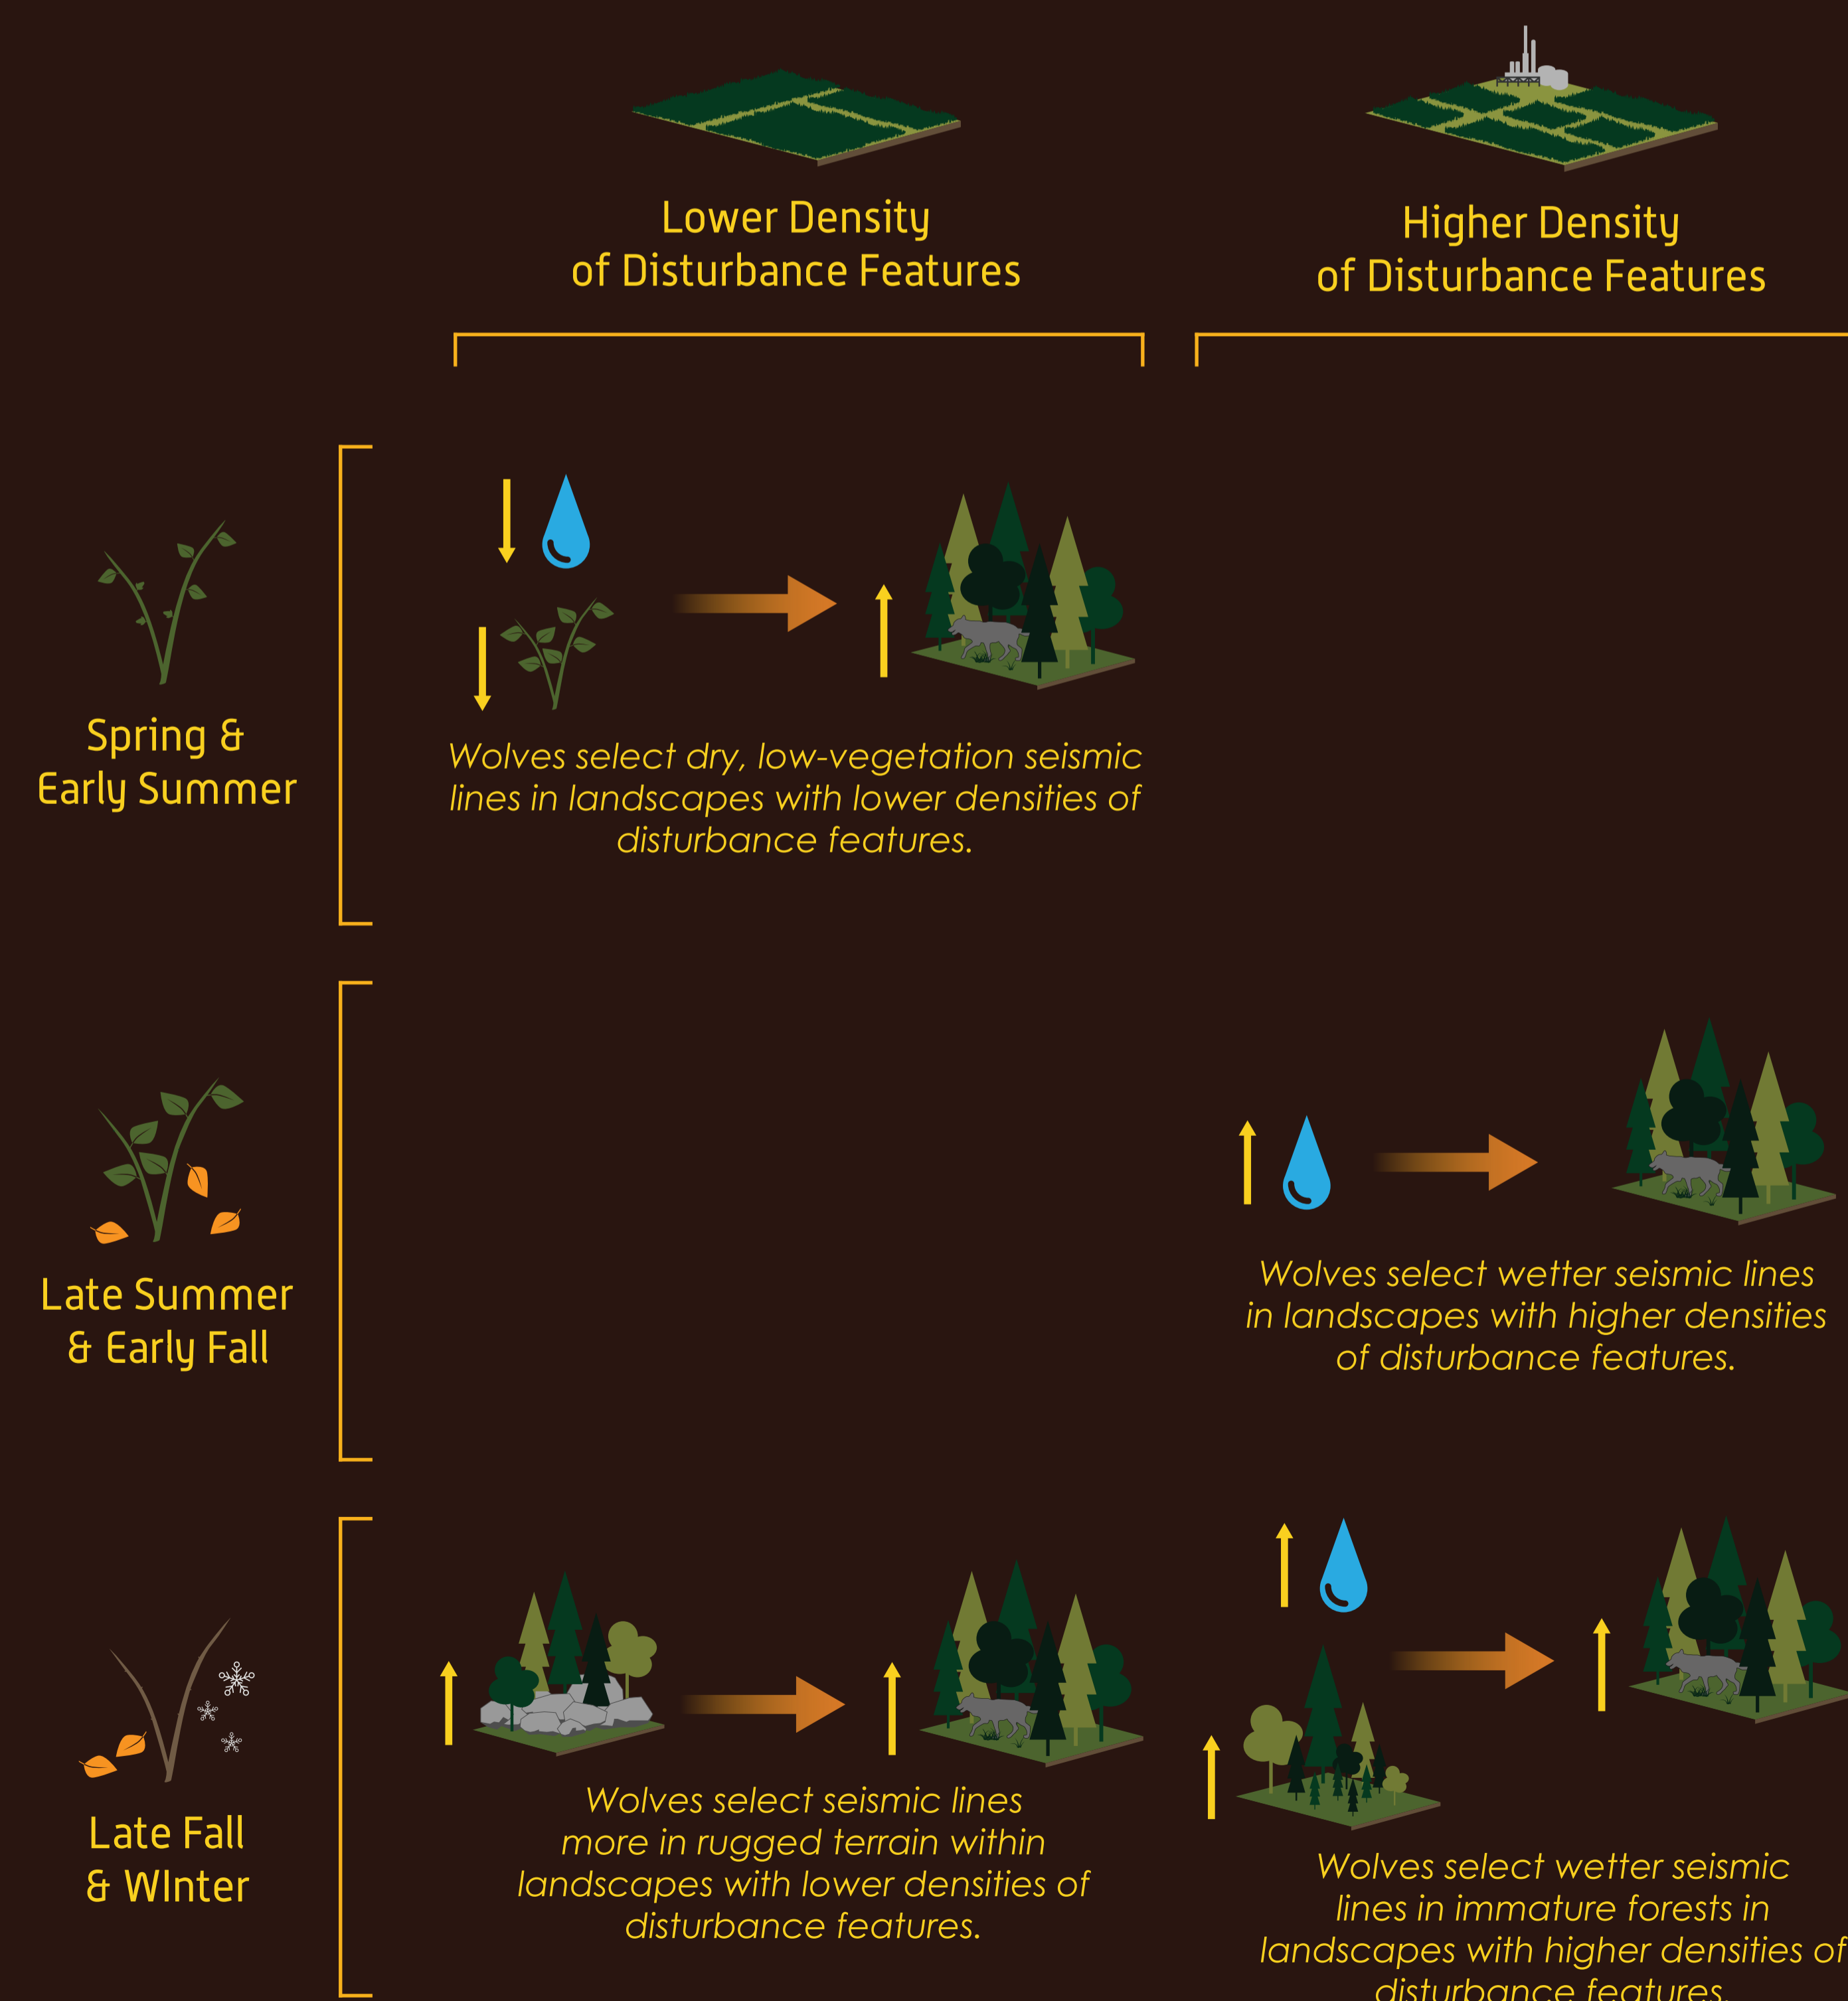 Lower Density
of Disturbance Features
Higher Density
of Disturbance Features
Spring &
Early Summer
Wolves select dry, low-vegetation seismic
lines in landscapes with lower densities of
disturbance features.
Late Summer
& Early Fall
Wolves select wetter seismic lines
in landscapes with higher densities
of disturbance features.
Late Fall
& WInter
Wolves select seismic lines
more in rugged terrain within
landscapes with lower densities of
disturbance features.
Wolves select wetter seismic
lines in immature forests in
landscapes with higher densities of
disturbance features.